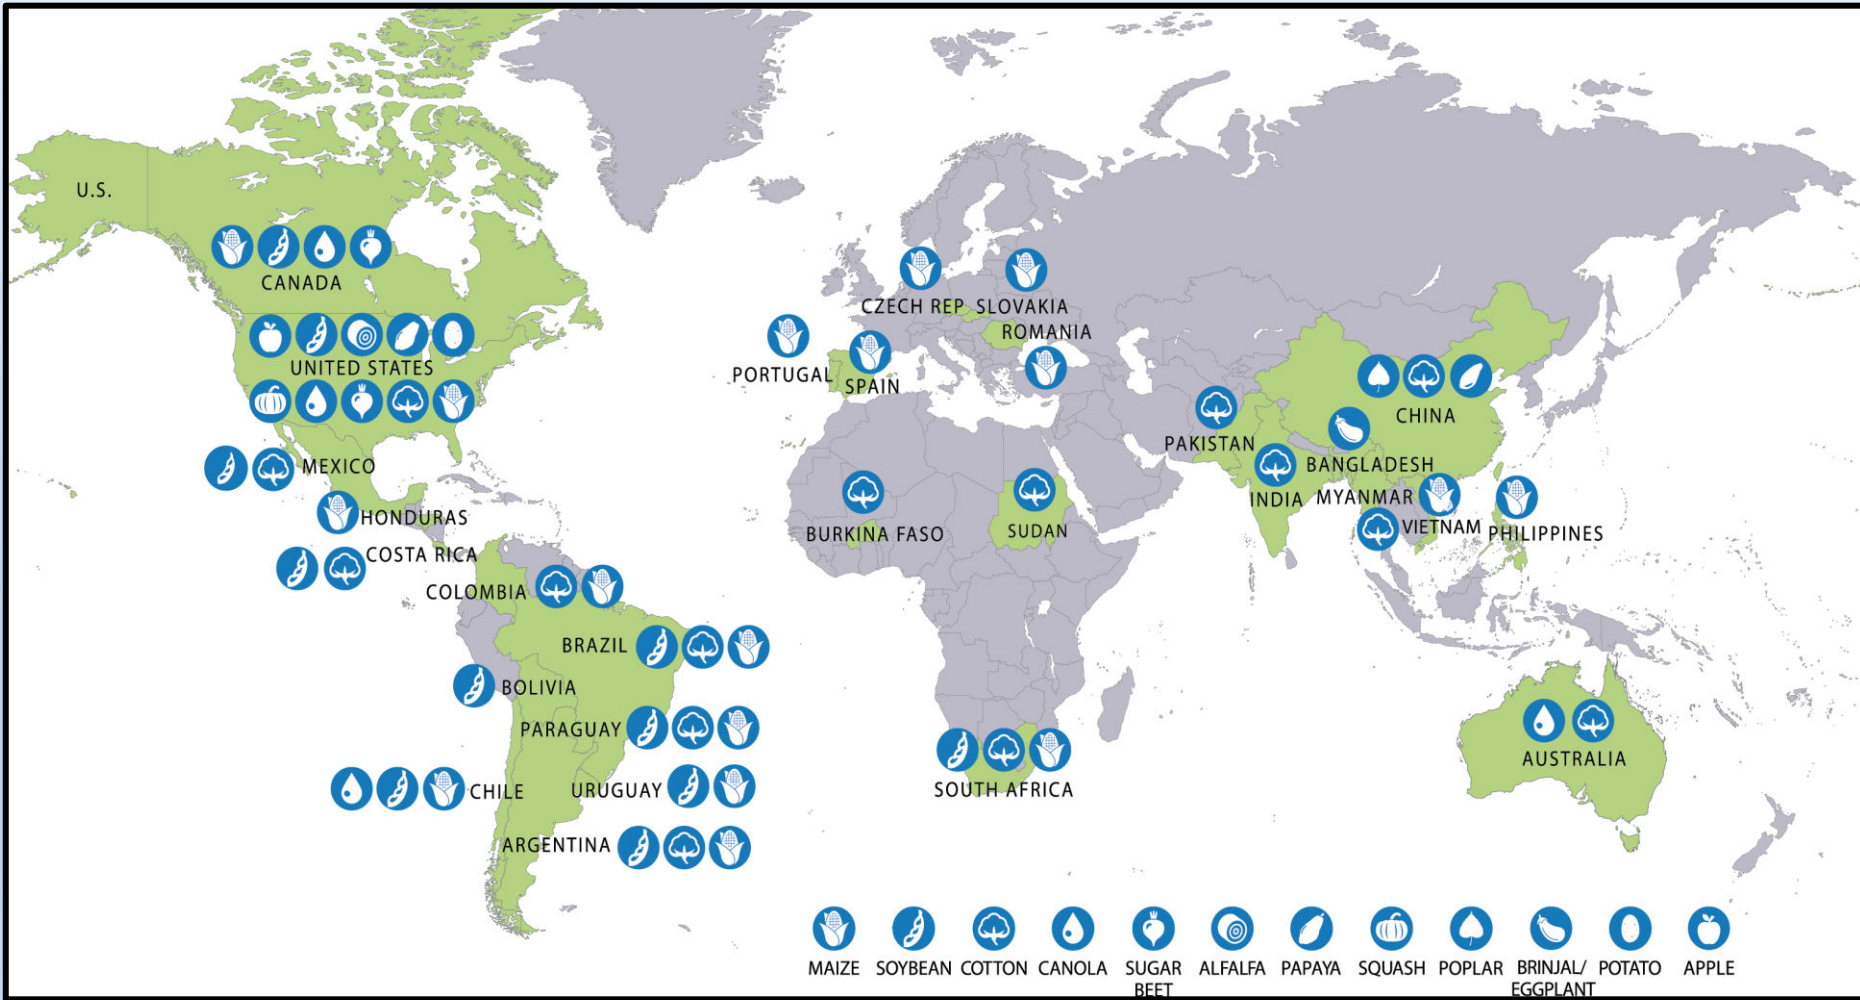 U.S.
CANADA
UNITED STATES
MEXICO
HONDURAS
COSTA RICA
COLOMBIA
BRAZIL
BOLIVIA
PARAGUAY
CHILE
URUGUAY
ARGENTINA
CZECH REP
SLOVAKIA
ROMANIA
PORTUGAL
SPAIN
BURKINA FASO
SUDAN
SOUTH AFRICA
PAKISTAN
INDIA
BANGLADESH
CHINA
MYANMAR
VIETNAM
PHILIPPINES
AUSTRALIA
MAIZE
SOYBEAN
COTTON
CANOLA
SUGAR
BEET
ALFALFA
PAPAYA
SQUASH
POPLAR
BRINJAL/
EGGPLANT
POTATO
APPLE